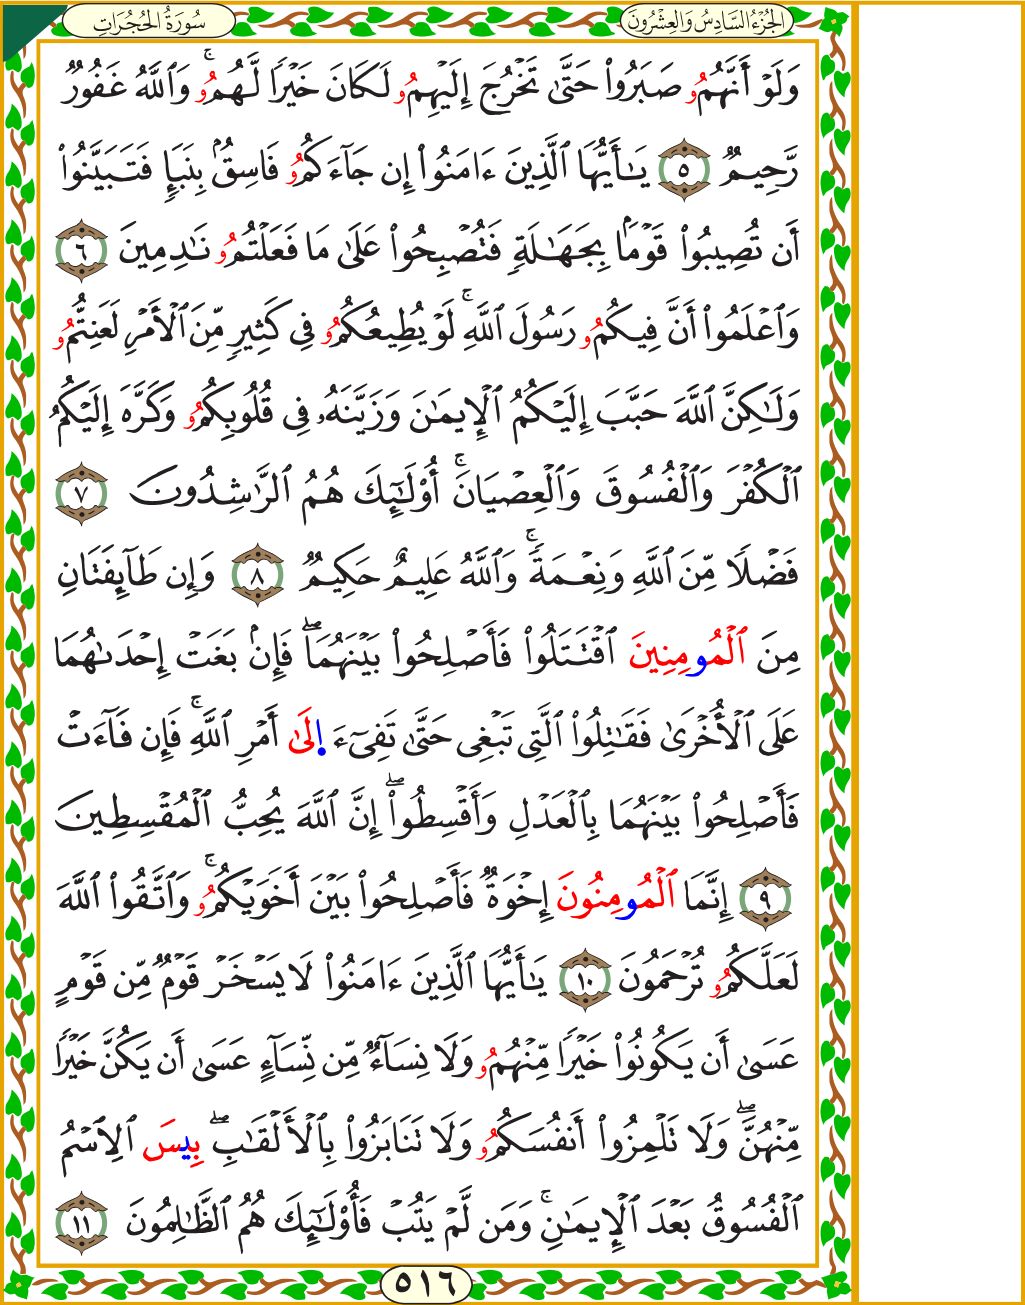 الجُزْءُ السَّادِسُ وَالعِشْرُونَ
سُورَةُ الحُجُرَاتِ
وَلَوْ أَنَّهُمُۥ صَبَرُواْ حَتَّىٰ تَخْرُجَ إِلَيْهِمُۥ لَكَانَ خَيْرًا لَّهُمُۥۚ وَٱللَّهُ غَفُورٌ
رَّحِيمٌ ٥ يَـٰٓأَيُّهَا ٱلَّذِينَ ءَامَنُوٓاْ إِن جَآءَكُمُۥ فَاسِقُۢ بِنَبَإٍ فَتَبَيَّنُوٓاْ
أَن تُصِيبُواْ قَوْمَۢا بِجَهَـٰلَةٍ فَتُصْبِحُواْ عَلَىٰ مَا فَعَلْتُمُۥ نَـٰدِمِينَ ٦
وَٱعْلَمُوٓاْ أَنَّ فِيكُمُۥ رَسُولَ ٱللَّهِۚ لَوْ يُطِيعُكُمُۥ فِى كَثِيرٍ مِّنَ ٱلْأَمْرِ لَعَنِتُّمُۥ
وَلَـٰكِنَّ ٱللَّهَ حَبَّبَ إِلَيْكُمُ ٱلْإِيمَـٰنَ وَزَيَّنَهُۥ فِى قُلُوبِكُمُۥ وَكَرَّهَ إِلَيْكُمُ
ٱلْكُفْرَ وَٱلْفُسُوقَ وَٱلْعِصْيَانَۚ أُوْلَـٰٓئِكَ هُمُ ٱلرَّٰشِدُونَ ٧
فَضْلًا مِّنَ ٱللَّهِ وَنِعْمَةًۚ وَٱللَّهُ عَلِيمٌ حَكِيمٌ ٨ وَإِن طَآئِفَتَانِ
مِنَ ٱلْمُومِنِينَ ٱقْتَتَلُواْ فَأَصْلِحُواْ بَيْنَهُمَاۖ فَإِنۢ بَغَتْ إِحْدَىٰهُمَا
عَلَى ٱلْأُخْرَىٰ فَقَـٰتِلُواْ ٱلَّتِى تَبْغِى حَتَّىٰ تَفِىٓءَ اِ۪لَىٰٓ أَمْرِ ٱللَّهِۚ فَإِن فَآءَتْ
فَأَصْلِحُواْ بَيْنَهُمَا بِٱلْعَدْلِ وَأَقْسِطُوٓاْۖ إِنَّ ٱللَّهَ يُحِبُّ ٱلْمُقْسِطِينَ
٩ إِنَّمَا ٱلْمُومِنُونَ إِخْوَةٌ فَأَصْلِحُواْ بَيْنَ أَخَوَيْكُمُۥۚ وَٱتَّقُواْ ٱللَّهَ
لَعَلَّكُمُۥ تُرْحَمُونَ ١٠ يَـٰٓأَيُّهَا ٱلَّذِينَ ءَامَنُواْ لَا يَسْخَرْ قَوْمٌ مِّن قَوْمٍ
عَسَىٰٓ أَن يَكُونُواْ خَيْرًا مِّنْهُمُۥ وَلَا نِسَآءٌ مِّن نِّسَآءٍ عَسَىٰٓ أَن يَكُنَّ خَيْرًا
مِّنْهُنَّۖ وَلَا تَلْمِزُوٓاْ أَنفُسَكُمُۥ وَلَا تَنَابَزُواْ بِٱلْأَلْقَـٰبِۖ بِيسَ ٱلِٱسْمُ
ٱلْفُسُوقُ بَعْدَ ٱلْإِيمَـٰنِۚ وَمَن لَّمْ يَتُبْ فَأُوْلَـٰٓئِكَ هُمُ ٱلظَّـٰلِمُونَ ١١
٥١٦